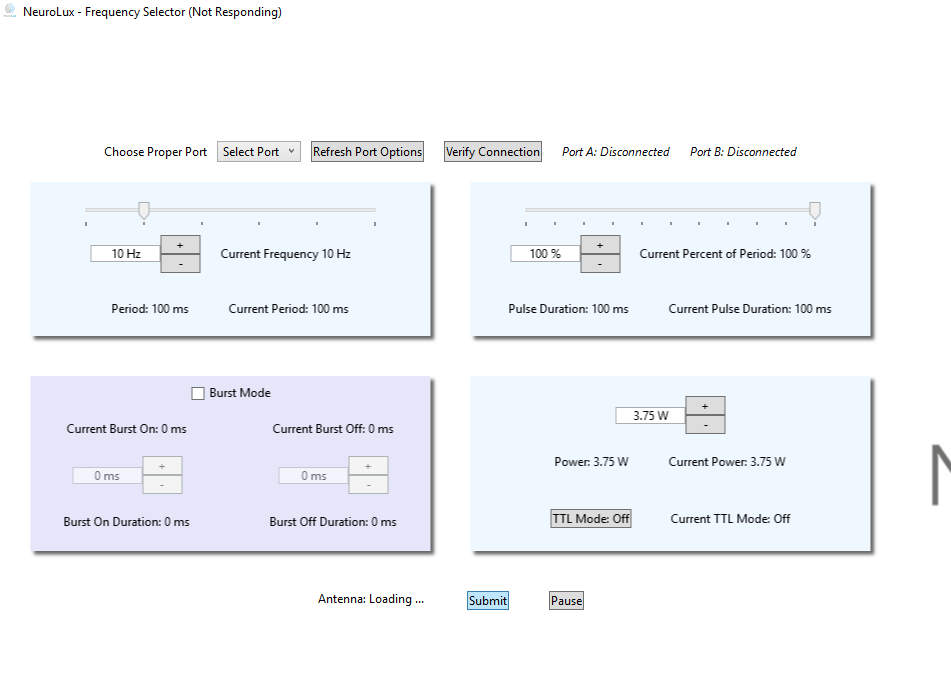 NeuroLux - Frequency Selector (Not Responding)
Choose Proper Port Select Port Refresh Port Options Verify Connection Port A: Disconnected Port B: Disconnected
10 Hz + - Current Frequency 10 Hz
Period: 100 ms Current Period: 100 ms
100 % + - Current Percent of Period: 100 %
Pulse Duration: 100 ms Current Pulse Duration: 100 ms
Burst Mode
Current Burst On: 0 ms Current Burst Off: 0 ms
0 ms + - 0 ms + -
Burst On Duration: 0 ms Burst Off Duration: 0 ms
3.75 W + -
Power: 3.75 W Current Power: 3.75 W
TTL Mode: Off Current TTL Mode: Off
Antenna: Loading ... Submit Pause